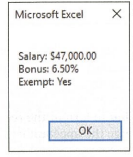 Microsoft Excel
Salary: $47,000.00
Bonus: 6.50%
Exempt: Yes
OK